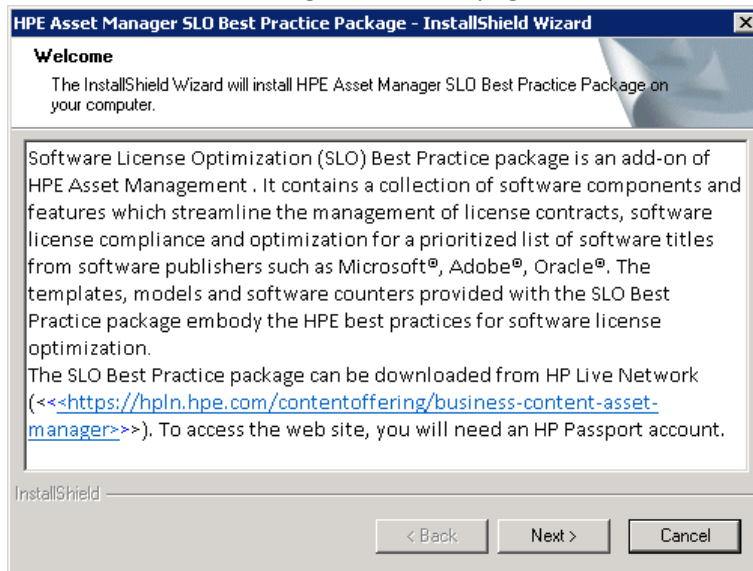 HPE Asset Manager SLO Best Practice Package - InstallShield Wizard
Welcome
The InstallShield Wizard will install HPE Asset Manager SLO Best Practice Package on
your computer.
Software License Optimization (SLO) Best Practice package is an add-on of
HPE Asset Management . It contains a collection of software components and
features which streamline the management of license contracts, software
license compliance and optimization for a prioritized list of software titles
from software publishers such as Microsoft®, Adobe®, Oracle®. The
templates, models and software counters provided with the SLO Best
Practice package embody the HPE best practices for software license
optimization.
The SLO Best Practice package can be downloaded from HP Live Network
(<<<https://hpln.hpe.com/contentoffering/business-content-asset-
manager>>>). To access the web site, you will need an HP Passport account.
InstallShield
< Back
Next >
Cancel